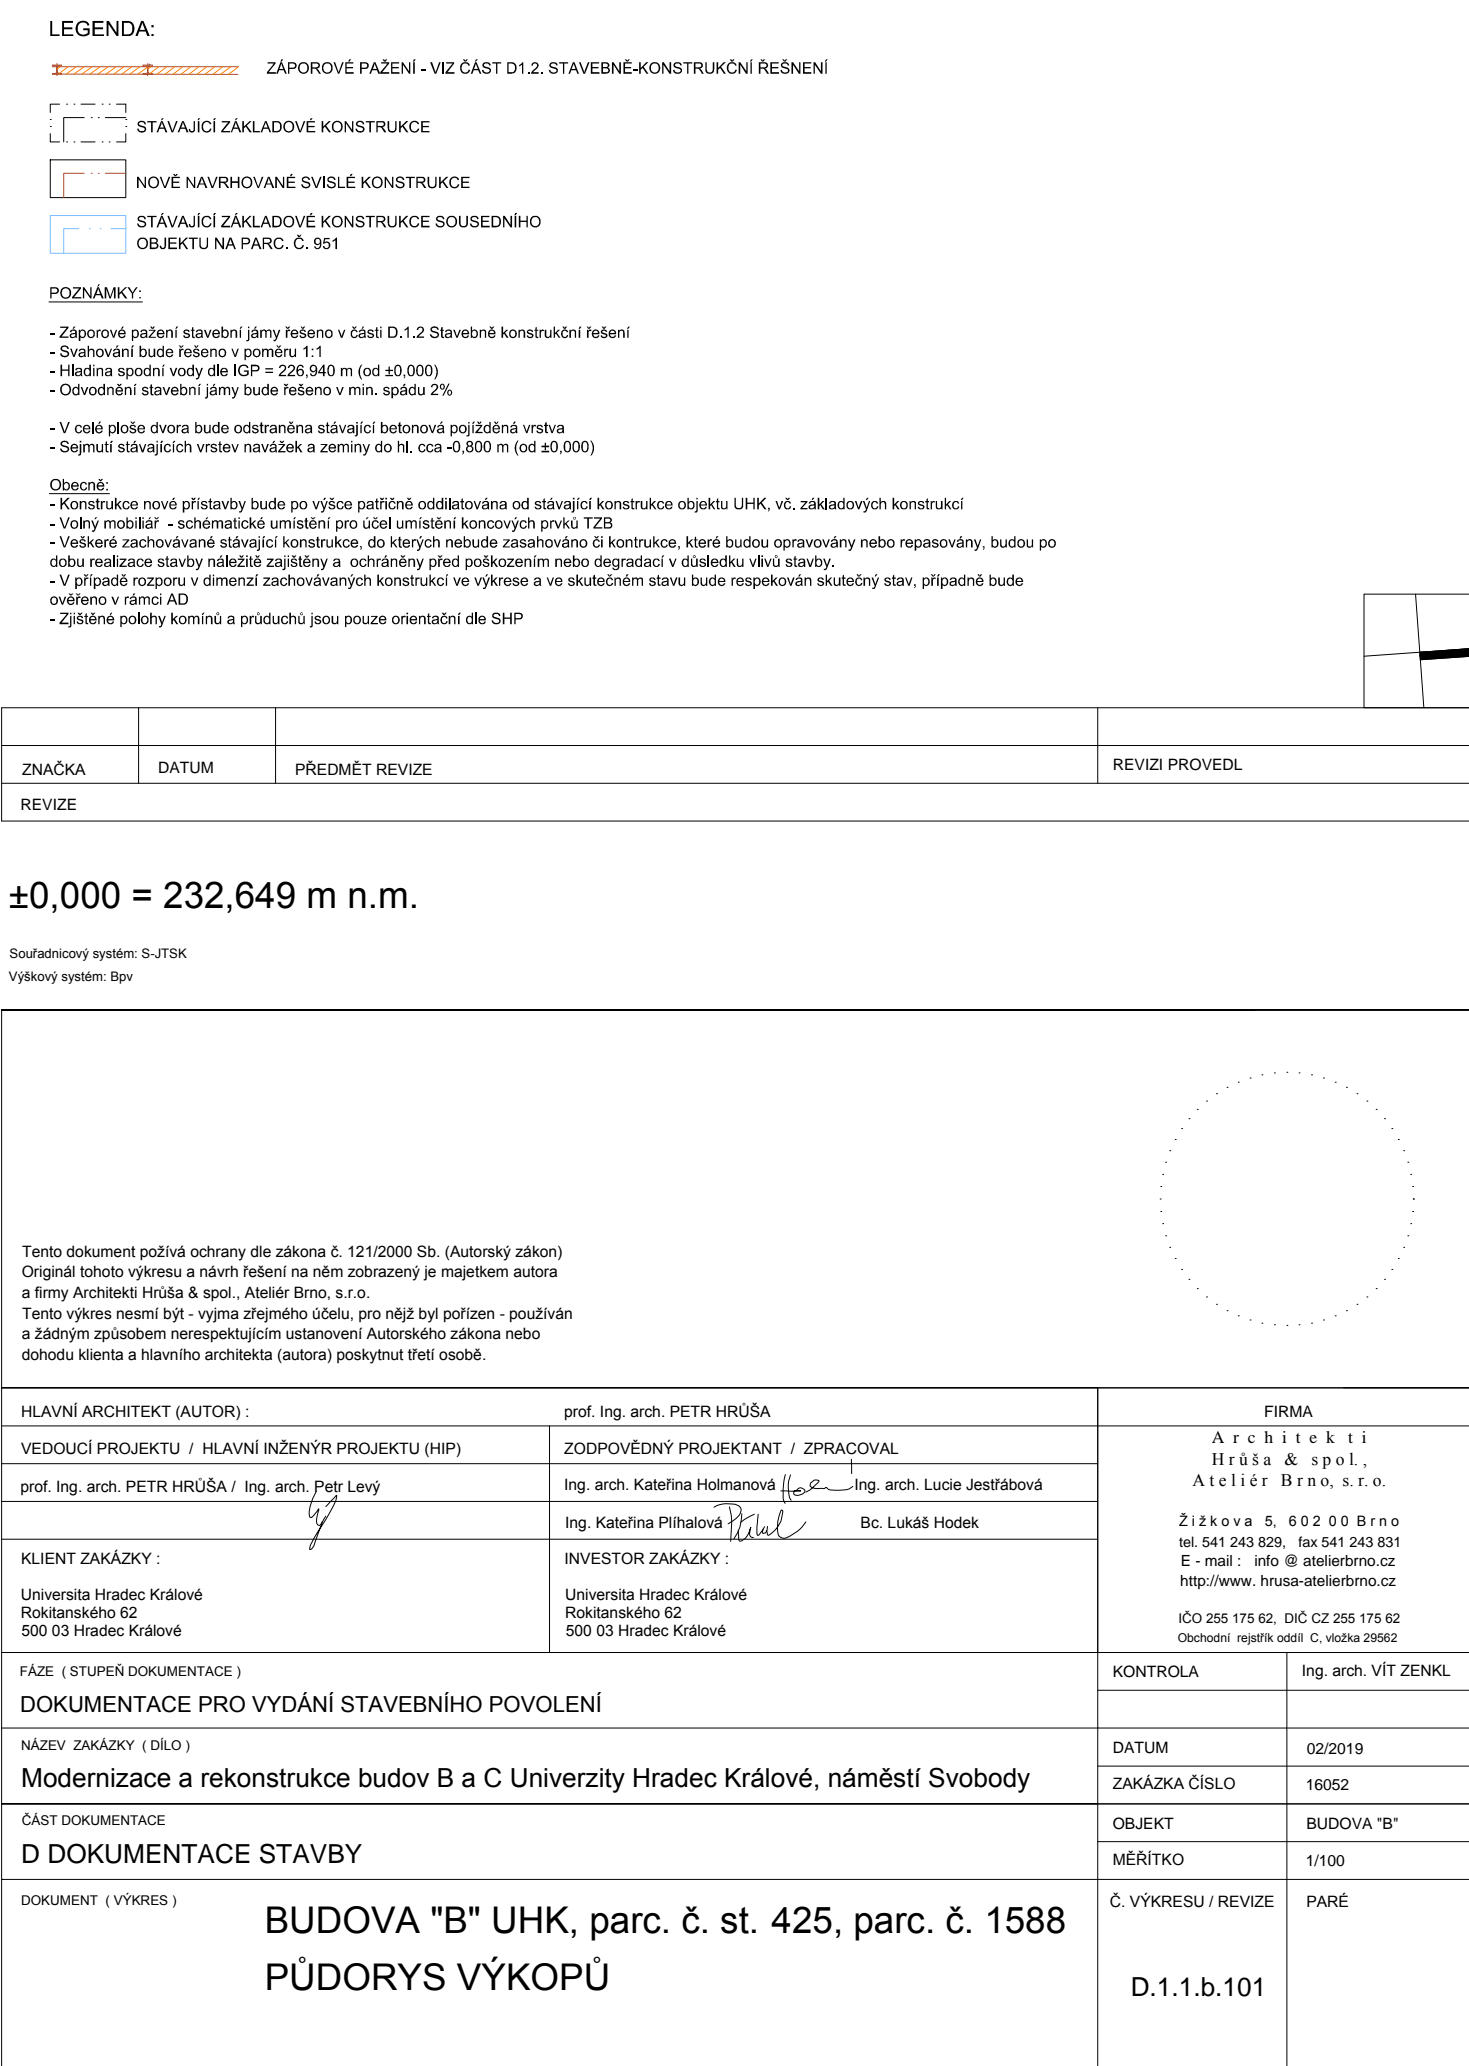 LEGENDA:
ZÁPOROVÉ PAŽENÍ - VIZ ČÁST D1.2. STAVEBNĚ-KONSTRUKČNÍ ŘEŠNENÍ
STÁVAJÍCÍ ZÁKLADOVÉ KONSTRUKCE
NOVĚ NAVRHOVANÉ SVISLÉ KONSTRUKCE
STÁVAJÍCÍ ZÁKLADOVÉ KONSTRUKCE SOUSEDNÍHO
OBJEKTU NA PARC. Č. 951
POZNÁMKY:
- Záporové pažení stavební jámy řešeno v části D.1.2 Stavebně konstrukční řešení
- Svahování bude řešeno v poměru 1:1
- Hladina spodní vody dle IGP = 226,940 m (od ±0,000)
- Odvodnění stavební jámy bude řešeno v min. spádu 2%
- V celé ploše dvora bude odstraněna stávající betonová pojížděná vrstva
- Sejmutí stávajících vrstev navážek a zeminy do hl. cca -0,800 m (od ±0,000)
Obecně:
- Konstrukce nové přístavby bude po výšce patřičně oddilatována od stávající konstrukce objektu UHK, vč. základových konstrukcí
- Volný mobiliář - schématické umístění pro účel umístění koncových prvků TZB
- Veškeré zachovávané stávající konstrukce, do kterých nebude zasahováno či kontrukce, které budou opravovány nebo repasovány, budou po
dobu realizace stavby náležitě zajištěny a ochráněny před poškozením nebo degradací v důsledku vlivů stavby.
- V případě rozporu v dimenzí zachovávaných konstrukcí ve výkrese a ve skutečném stavu bude respekován skutečný stav, případně bude
ověřeno v rámci AD
- Zjištěné polohy komínů a průduchů jsou pouze orientační dle SHP
ZNAČKA DATUM PŘEDMĚT REVIZE REVIZI PROVEDL
REVIZE
±0,000 = 232,649 m n.m.
Souřadnicový systém: S-JTSK
Výškový systém: Bpv
Tento dokument požívá ochrany dle zákona č. 121/2000 Sb. (Autorský zákon)
Originál tohoto výkresu a návrh řešení na něm zobrazený je majetkem autora
a firmy Architekti Hrůša & spol., Ateliér Brno, s.r.o.
Tento výkres nesmí být - vyjma zřejmého účelu, pro nějž byl pořízen - používán
a žádným způsobem nerespektujícím ustanovení Autorského zákona nebo
dohodu klienta a hlavního architekta (autora) poskytnut třetí osobě.
HLAVNÍ ARCHITEKT (AUTOR) : prof. Ing. arch. PETR HRŮŠA
VEDOUCÍ PROJEKTU / HLAVNÍ INŽENÝR PROJEKTU (HIP) ZODPOVĚDNÝ PROJEKTANT / ZPRACOVAL
prof. Ing. arch. PETR HRŮŠA / Ing. arch. Petr Levý Ing. arch. Kateřina Holmanová Ing. arch. Lucie Jestřábová
Ing. Kateřina Plíhalová Bc. Lukáš Hodek
FIRMA
Architekti
Hrůša & spol.,
Ateliér Brno, s.r.o.
Žižkova 5, 602 00 Brno
tel. 541 243 829, fax 541 243 831
E - mail : info @ atelierbrno.cz
http://www. hrusa-atelierbrno.cz
IČO 255 175 62, DIČ CZ 255 175 62
Obchodní rejstřík oddíl C, vložka 29562
KLIENT ZAKÁZKY :
Universita Hradec Králové
Rokitanského 62
500 03 Hradec Králové
INVESTOR ZAKÁZKY :
Universita Hradec Králové
Rokitanského 62
500 03 Hradec Králové
FÁZE ( STUPEŇ DOKUMENTACE )
DOKUMENTACE PRO VYDÁNÍ STAVEBNÍHO POVOLENÍ
KONTROLA Ing. arch. VÍT ZENKL
NÁZEV ZAKÁZKY ( DÍLO )
Modernizace a rekonstrukce budov B a C Univerzity Hradec Králové, náměstí Svobody
DATUM 02/2019
ZAKÁZKA ČÍSLO 16052
ČÁST DOKUMENTACE
D DOKUMENTACE STAVBY
OBJEKT BUDOVA "B"
MĚŘÍTKO 1/100
DOKUMENT ( VÝKRES )
BUDOVA "B" UHK, parc. č. st. 425, parc. č. 1588
PŮDORYS VÝKOPŮ
Č. VÝKRESU / REVIZE PARÉ
D.1.1.b.101